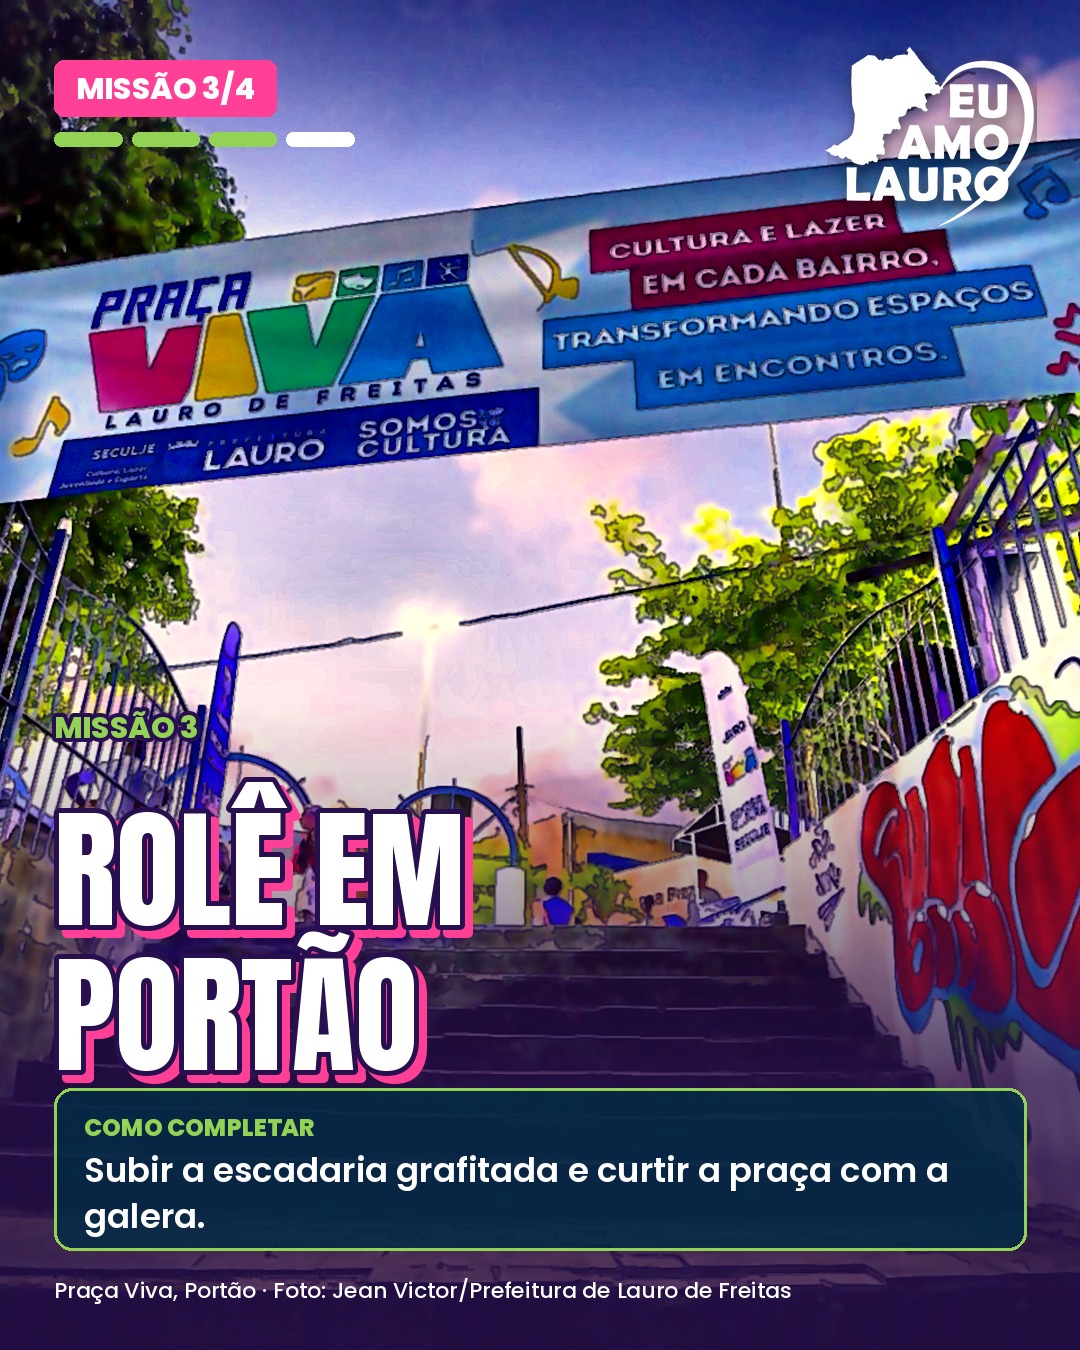 MISSÃO 3/4
EU
AMO
LAURO
PRAÇA
VIVA
LAURO DE FREITAS
SECULJE
PREFEITURA
LAURO
SOMOS
CULTURA
CULTURA E LAZER
EM CADA BAIRRO.
TRANSFORMANDO ESPAÇOS
EM ENCONTROS.
MISSÃO 3
ROLÊ EM
PORTÃO
COMO COMPLETAR
Subir a escadaria grafitada e curtir a praça com a
galera.
Praça Viva, Portão · Foto: Jean Victor/Prefeitura de Lauro de Freitas